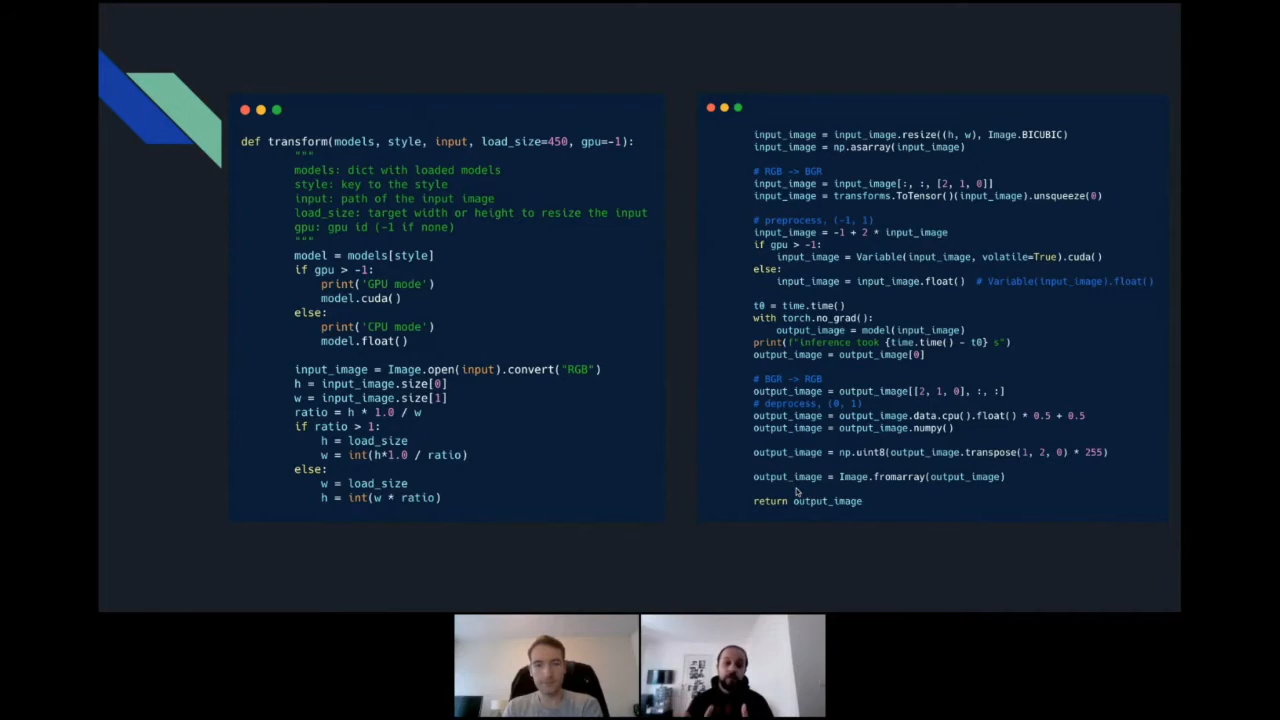 def transform(models, style, input, load_size=450, gpu=-1):
"""
models: dict with loaded models
style: key to the style
input: path of the input image
load_size: target width or height to resize the input
gpu: gpu id (-1 if none)
"""
model = models[style]
if gpu > -1:
print('GPU mode')
model.cuda()
else:
print('CPU mode')
model.float()
input_image = Image.open(input).convert("RGB")
h = input_image.size[0]
w = input_image.size[1]
ratio = h * 1.0 / w
if ratio > 1:
h = load_size
w = int(h*1.0 / ratio)
else:
w = load_size
h = int(w * ratio)
input_image = input_image.resize((h, w), Image.BICUBIC)
input_image = np.asarray(input_image)
# RGB -> BGR
input_image = input_image[:, :, [2, 1, 0]]
input_image = transforms.ToTensor()(input_image).unsqueeze(0)
# preprocess, (-1, 1)
input_image = -1 + 2 * input_image
if gpu > -1:
input_image = Variable(input_image, volatile=True).cuda()
else:
input_image = input_image.float()  # Variable(input_image).float()
t0 = time.time()
with torch.no_grad():
output_image = model(input_image)
print(f"inference took {time.time() - t0} s")
output_image = output_image[0]
# BGR -> RGB
output_image = output_image[[2, 1, 0], :, :]
# deprocess, (0, 1)
output_image = output_image.data.cpu().float() * 0.5 + 0.5
output_image = output_image.numpy()
output_image = np.uint8(output_image.transpose(1, 2, 0) * 255)
output_image = Image.fromarray(output_image)
return output_image